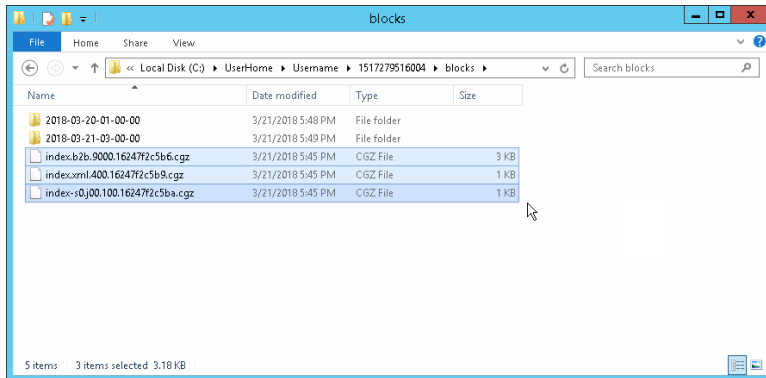 blocks
File Home Share View
« Local Disk (C:) UserHome Username 1517279516004 blocks Search blocks
Name Date modified Type Size
2018-03-20-01-00-00 3/21/2018 5:48 PM File folder
2018-03-21-03-00-00 3/21/2018 5:49 PM File folder
index.b2b.9000.16247f2c5b6.cgz 3/21/2018 5:45 PM CGZ File 3 KB
index.xml.400.16247f2c5b9.cgz 3/21/2018 5:45 PM CGZ File 1 KB
index-s0.j00.100.16247f2c5ba.cgz 3/21/2018 5:45 PM CGZ File 1 KB
5 items 3 items selected 3.18 KB